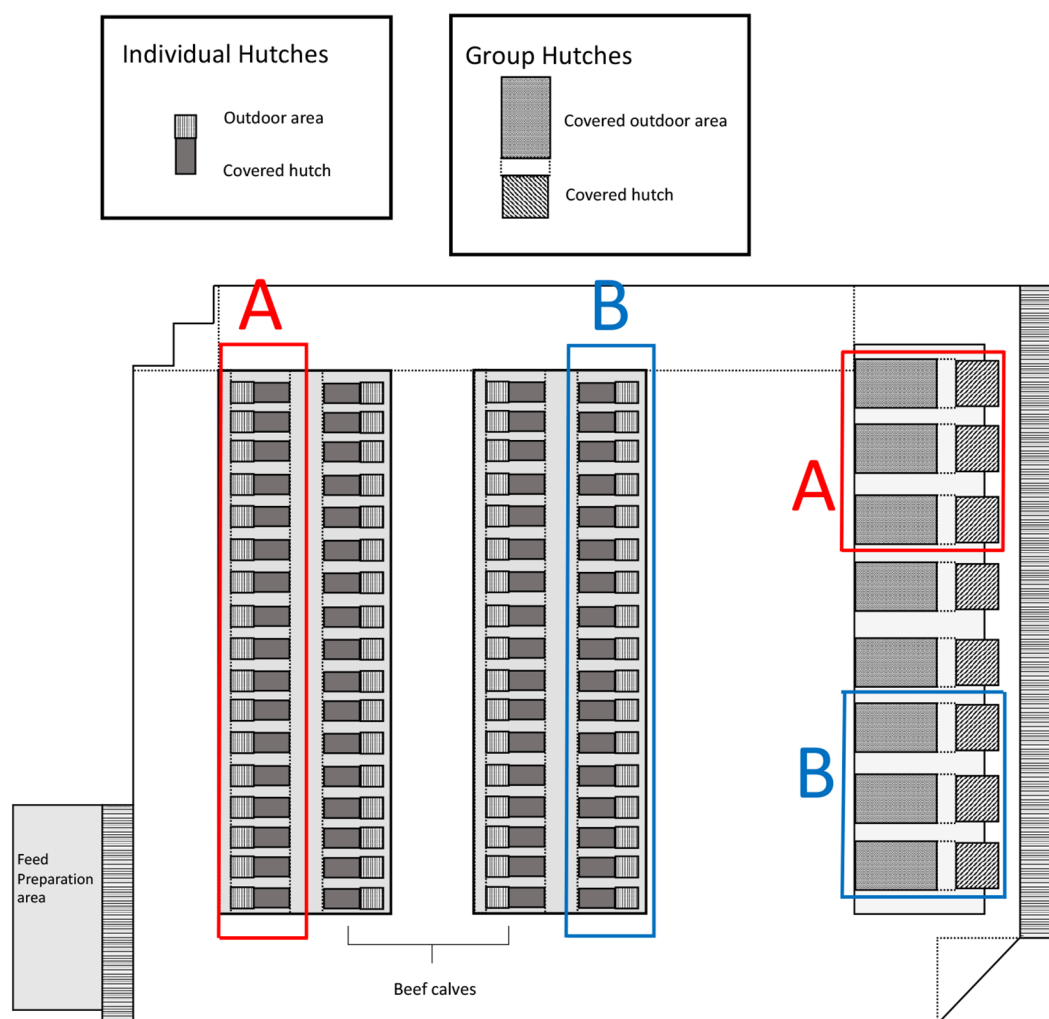 Individual Hutches
Outdoor area
Covered hutch
Group Hutches
Covered outdoor area
Covered hutch
A
B
A
B
Feed
Preparation
area
Beef calves